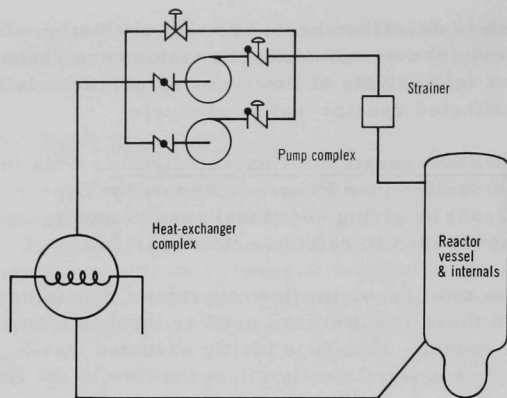 Strainer
Pump complex
Heat-exchanger
complex
Reactor
vessel
& internals